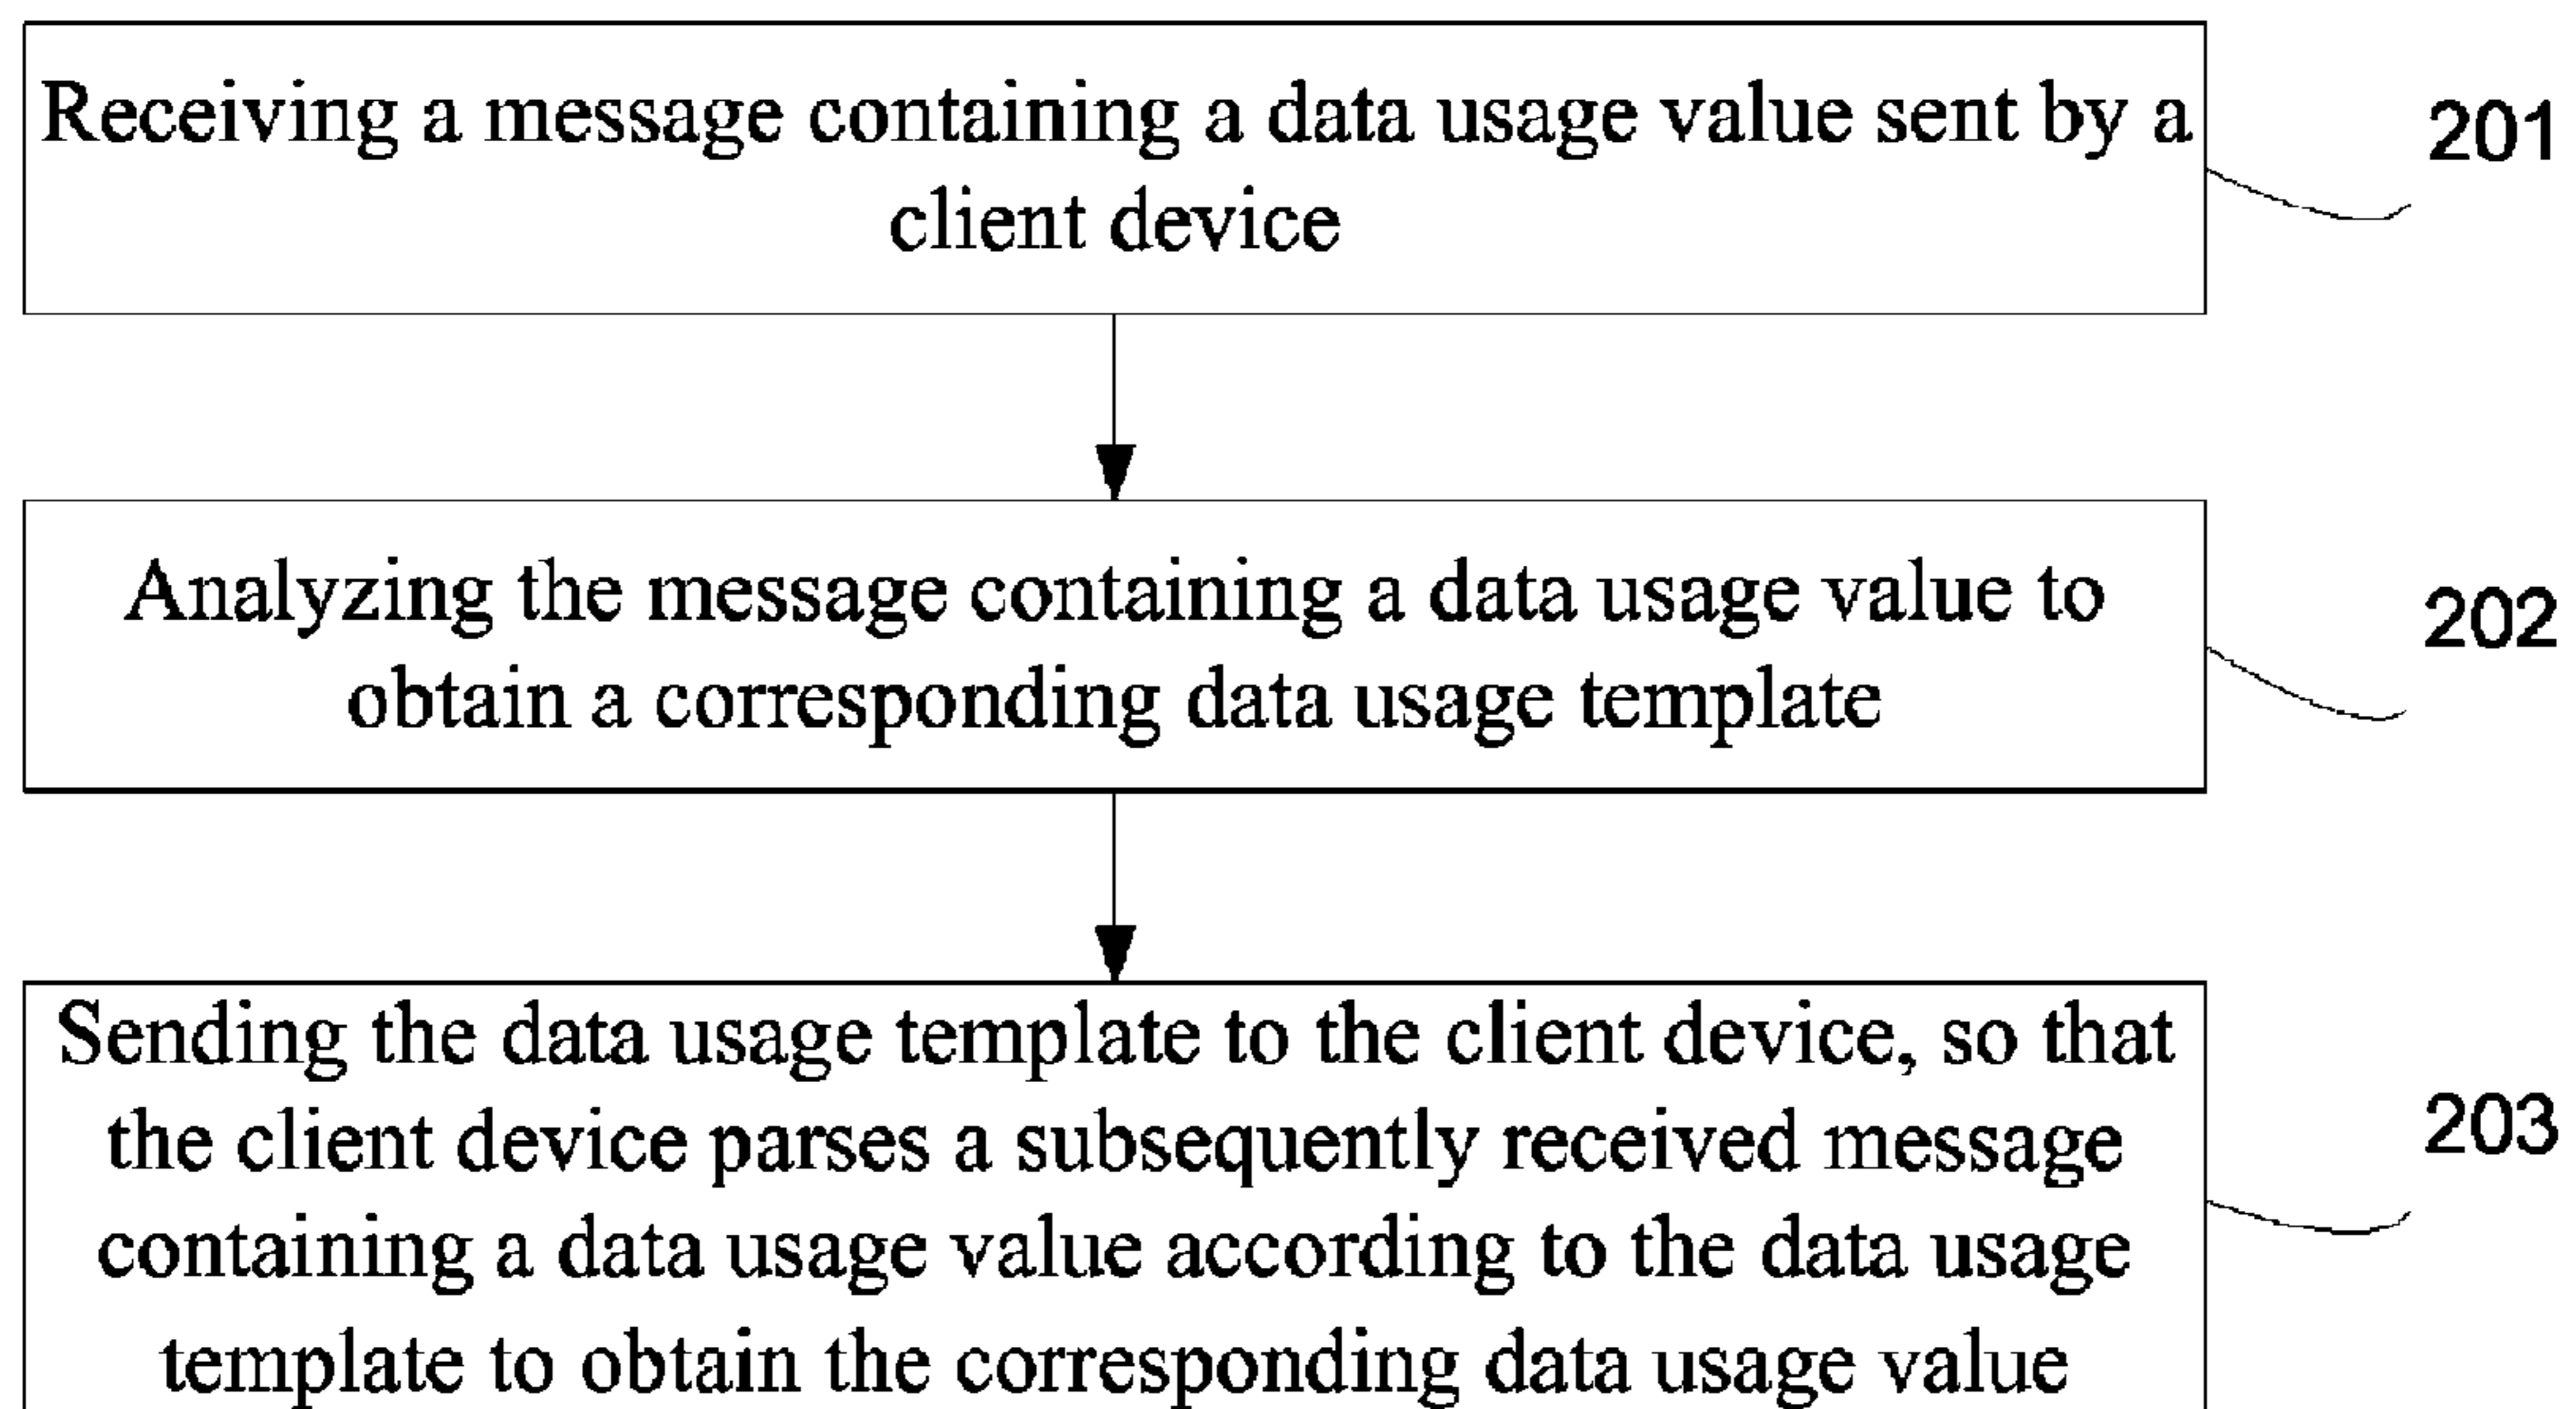 Receiving a message containing a data usage value sent by a
client device
201
Analyzing the message containing a data usage value to
obtain a corresponding data usage template
202
Sending the data usage template to the client device, so that
the client device parses a subsequently received message
containing a data usage value according to the data usage
template to obtain the corresponding data usage value
203